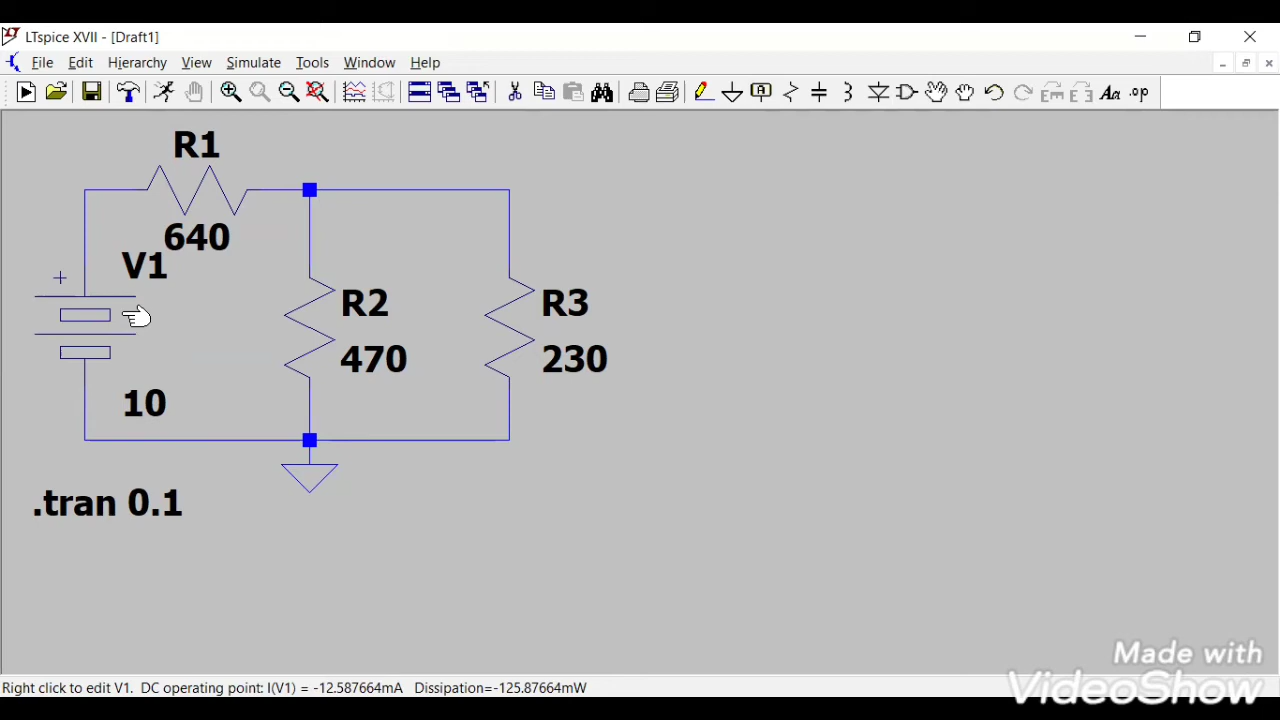 LTspice XVII - [Draft1]
File Edit Hierarchy View Simulate Tools Window Help
A Aa .op
R1
640
V1
+
R2
R3
470
230
10
.tran 0.1
Made with
VideoShow
Right click to edit V1. DC operating point: I(V1) = -12.587664mA Dissipation=-125.87664mW